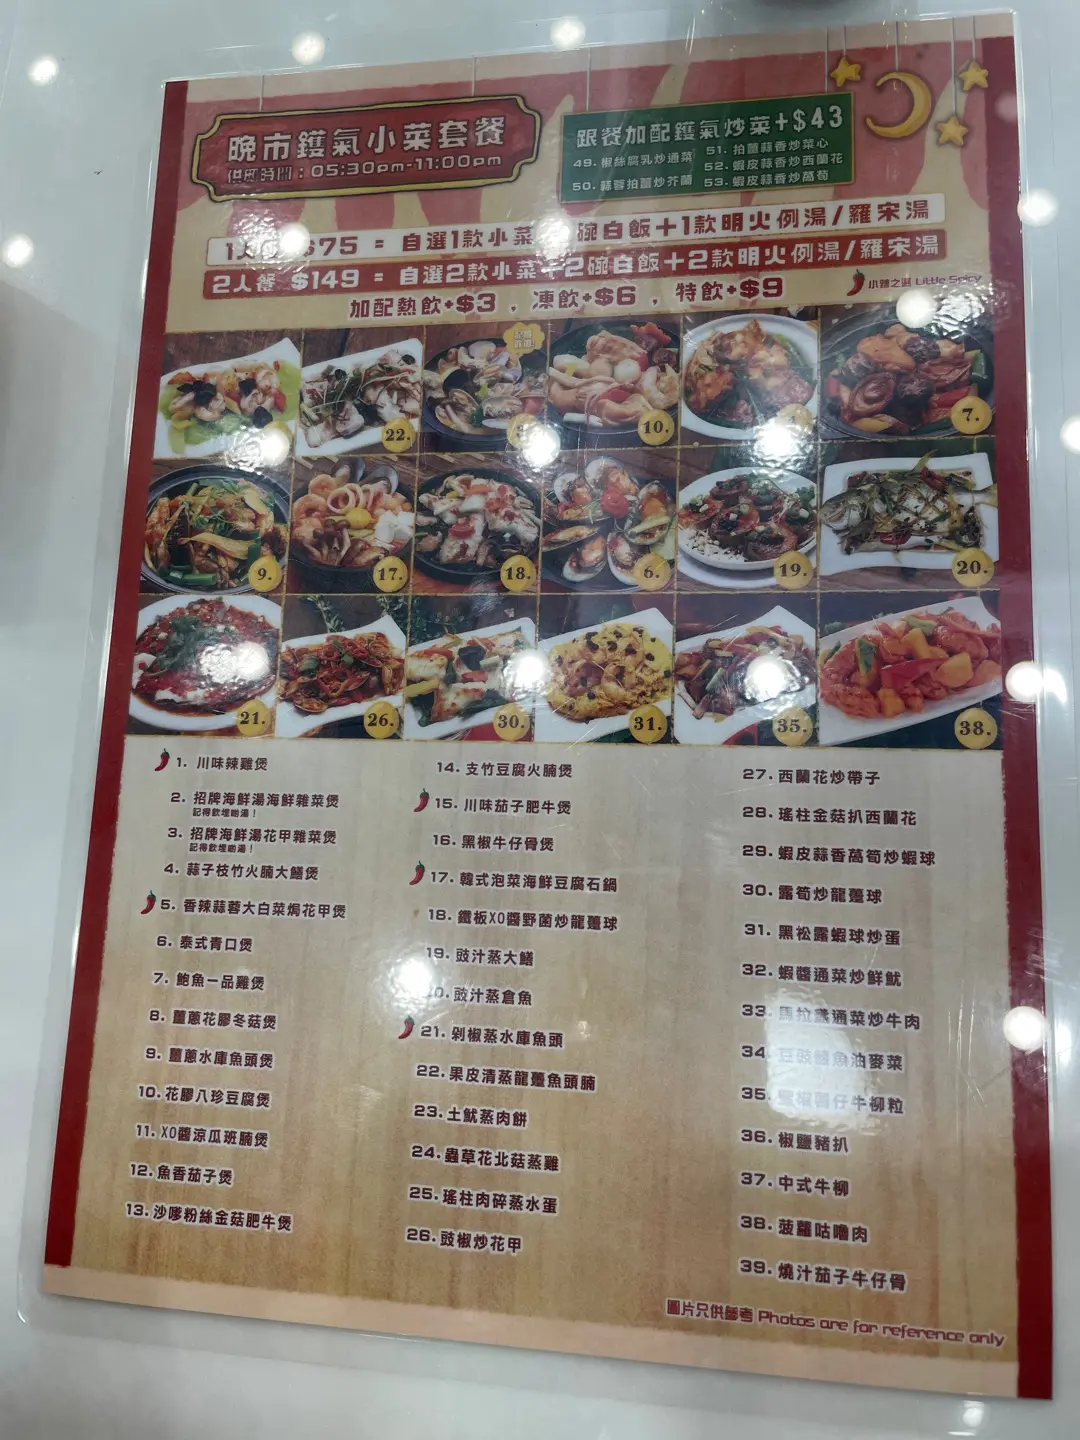 晚市鑊氣小菜套餐
供應時間：05:30pm-11:00pm
跟餐加配鑊氣炒菜+$43
49. 椒絲腐乳炒通菜
50. 蒜蓉拍薑炒芥蘭
51. 拍薑蒜香炒菜心
52. 蝦皮蒜香炒西蘭花
53. 蝦皮蒜香炒萵筍
$75 = 自選1款小菜 碗白飯+1款明火例湯/羅宋湯
2人餐 $149 = 自選2款小菜+2碗白飯+2款明火例湯/羅宋湯
加配熱飲+$3，凍飲+$6，特飲+$9
小辣之選 Little Spicy
22.
10.
7.
9.
17.
18.
6.
19.
20.
21.
26.
30.
31.
35.
38.
1. 川味辣雞煲
2. 招牌海鮮湯海鮮雜菜煲
記得飲埋啲湯！
3. 招牌海鮮湯花甲雜菜煲
記得飲埋啲湯！
4. 蒜子枝竹火腩大鱔煲
5. 香辣蒜蓉大白菜焗花甲煲
6. 泰式青口煲
7. 鮑魚一品雞煲
8. 薑蔥花膠冬菇煲
9. 薑蔥水庫魚頭煲
10. 花膠八珍豆腐煲
11. XO醬涼瓜班腩煲
12. 魚香茄子煲
13. 沙嗲粉絲金菇肥牛煲
14. 支竹豆腐火腩煲
15. 川味茄子肥牛煲
16. 黑椒牛仔骨煲
17. 韓式泡菜海鮮豆腐石鍋
18. 鐵板XO醬野菌炒龍躉球
19. 豉汁蒸大鱔
20. 豉汁蒸倉魚
21. 剁椒蒸水庫魚頭
22. 果皮清蒸龍躉魚頭腩
23. 土魷蒸肉餅
24. 蟲草花北菇蒸雞
25. 瑤柱肉碎蒸水蛋
26. 豉椒炒花甲
27. 西蘭花炒帶子
28. 瑤柱金菇扒西蘭花
29. 蝦皮蒜香萵筍炒蝦球
30. 露筍炒龍躉球
31. 黑松露蝦球炒蛋
32. 蝦醬通菜炒鮮魷
33. 馬拉盞通菜炒牛肉
34. 豆豉鯪魚油麥菜
35. 椒薯仔牛柳粒
36. 椒鹽豬扒
37. 中式牛柳
38. 菠蘿咕嚕肉
39. 燒汁茄子牛仔骨
圖片只供參考 Photos are for reference only